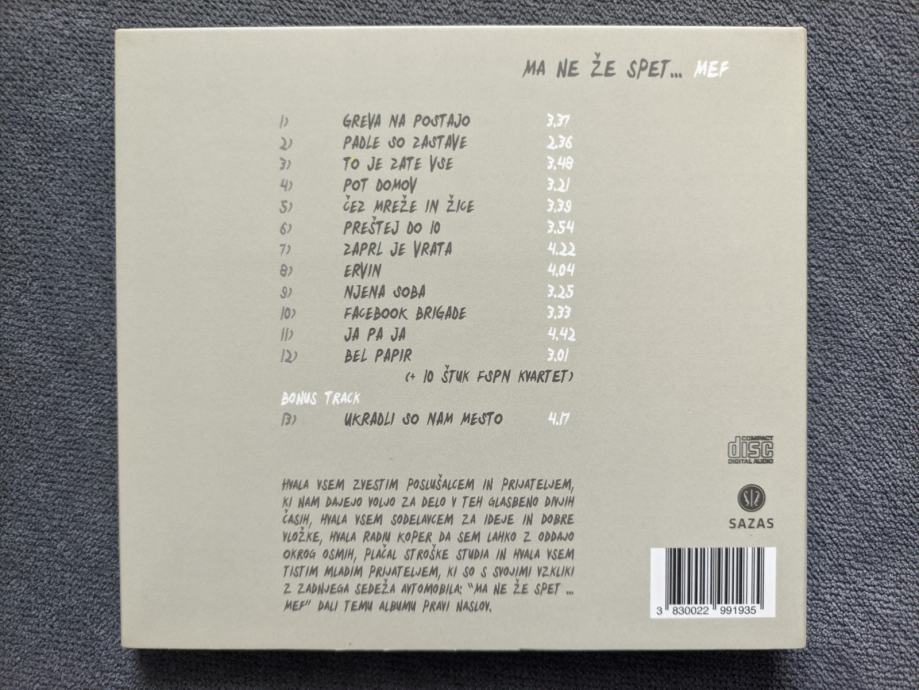 MA NE ŽE SPET... MEF
1) GREVA NA POSTAJO 3.37
2) PADLE SO ZASTAVE 2.36
3) TO JE ZATE VSE 3.48
4) POT DOMOV 3.21
5) ČEZ MREŽE IN ŽICE 3.39
6) PREŠTEJ DO 10 3.54
7) ZAPRL JE VRATA 4.22
8) ERVIN 4.04
9) NJENA SOBA 3.25
10) FACEBOOK BRIGADE 3.33
11) JA PA JA 4.42
12) BEL PAPIR 3.01
(+ 10 ŠTUK FSPN KVARTET)
BONUS TRACK
13) UKRADLI SO NAM MESTO 4.17
HVALA VSEM ZVESTIM POSLUŠALCEM IN PRIJATELJEM,
KI NAM DAJEJO VOLJO ZA DELO V TEH GLASBENO DIVJIH
ČASIH, HVALA VSEM SODELAVCEM ZA IDEJE IN DOBRE
VLOŽKE, HVALA RADIU KOPER DA SEM LAHKO Z ODDAJO
OKROG OSMIH, PLAČAL STROŠKE STUDIA IN HVALA VSEM
TISTIM MLADIM PRIJATELJEM, KI SO S SVOJIMI VZKLIKI
Z ZADNJEGA SEDEŽA AVTOMOBILA: "MA NE ŽE SPET ...
MEF" DALI TEMU ALBUMU PRAVI NASLOV.
COMPACT
disc
DIGITAL AUDIO
SAZAS
3 830022 991935